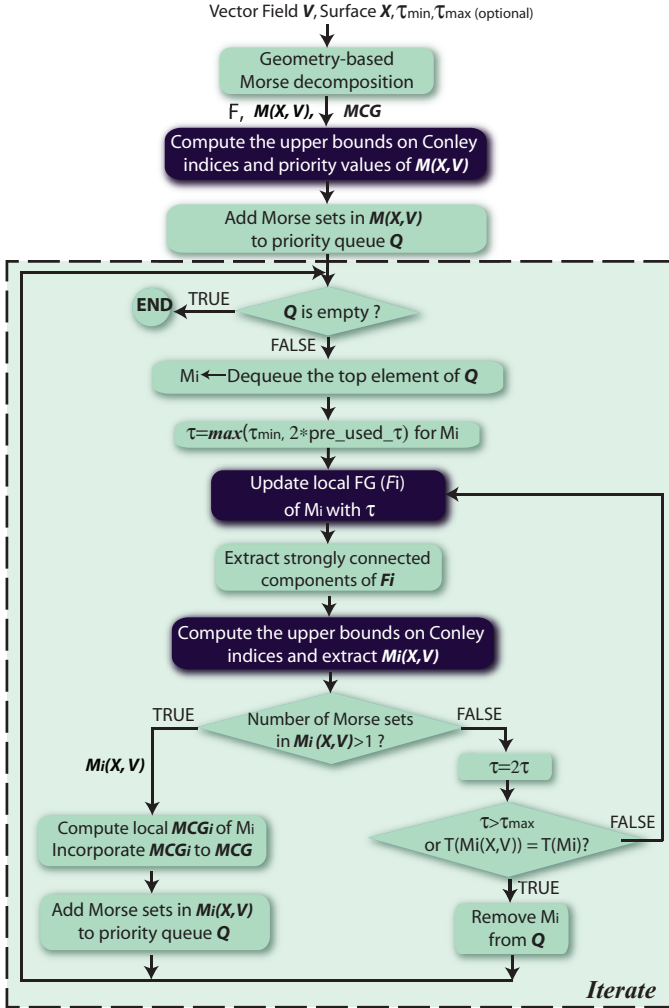 Vector Field V, Surface X, τmin, τmax (optional)
Geometry-based
Morse decomposition
F, M(X,V), MCG
Compute the upper bounds on Conley
indices and priority values of M(X,V)
Add Morse sets in M(X,V)
to priority queue Q
Q is empty ?
TRUE
END
FALSE
Mi←Dequeue the top element of Q
τ=max(τmin, 2*pre_used_τ) for Mi
Update local FG (Fi)
of Mi with τ
Extract strongly connected
components of Fi
Compute the upper bounds on Conley
indices and extract Mi(X,V)
Number of Morse sets
in Mi (X,V)>1 ?
TRUE
FALSE
Mi(X,V)
τ=2τ
Compute local MCGi of Mi
Incorporate MCGi to MCG
τ>τmax
or T(Mi(X,V)) = T(Mi)?
FALSE
TRUE
Add Morse sets in Mi(X,V)
to priority queue Q
Remove Mi
from Q
Iterate